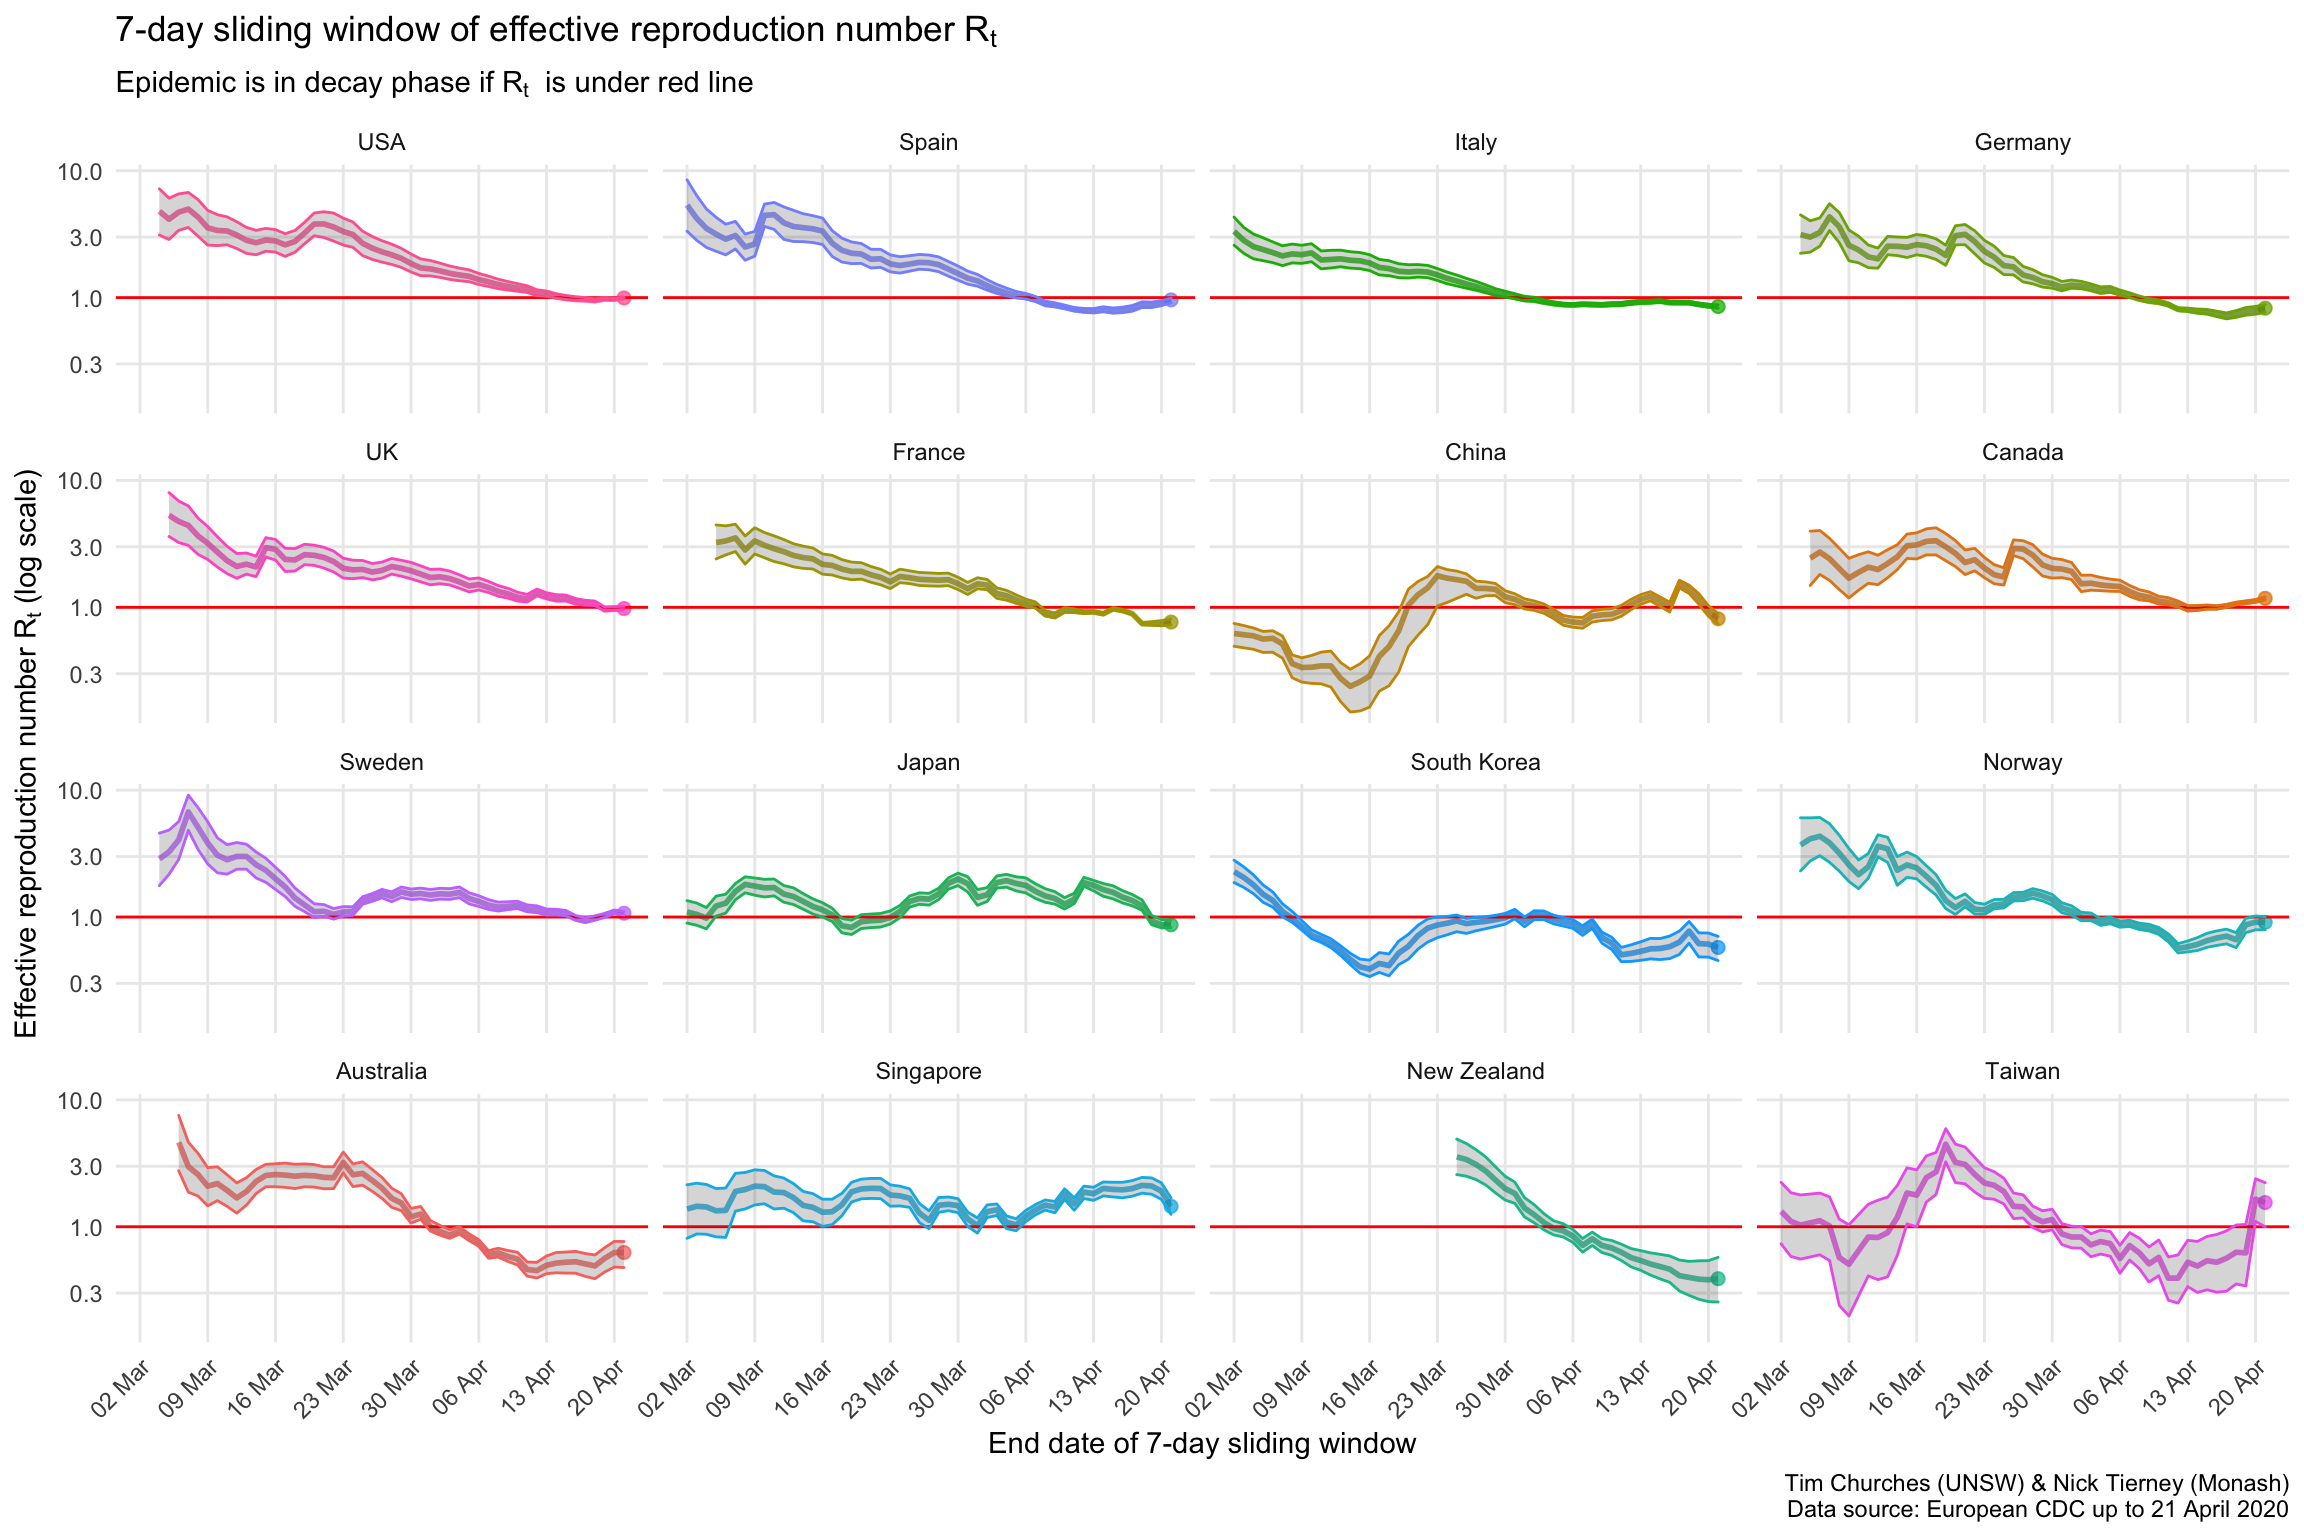 7-day sliding window of effective reproduction number Rt
Epidemic is in decay phase if Rt is under red line
USA
Spain
Italy
Germany
10.0
3.0
1.0
0.3
UK
France
China
Canada
10.0
3.0
1.0
0.3
Effective reproduction number Rt (log scale)
Sweden
Japan
South Korea
Norway
10.0
3.0
1.0
0.3
Australia
Singapore
New Zealand
Taiwan
10.0
3.0
1.0
0.3
02 Mar 09 Mar 16 Mar 23 Mar 30 Mar 06 Apr 13 Apr 20 Apr
02 Mar 09 Mar 16 Mar 23 Mar 30 Mar 06 Apr 13 Apr 20 Apr
02 Mar 09 Mar 16 Mar 23 Mar 30 Mar 06 Apr 13 Apr 20 Apr
02 Mar 09 Mar 16 Mar 23 Mar 30 Mar 06 Apr 13 Apr 20 Apr
End date of 7-day sliding window
Tim Churches (UNSW) & Nick Tierney (Monash)
Data source: European CDC up to 21 April 2020